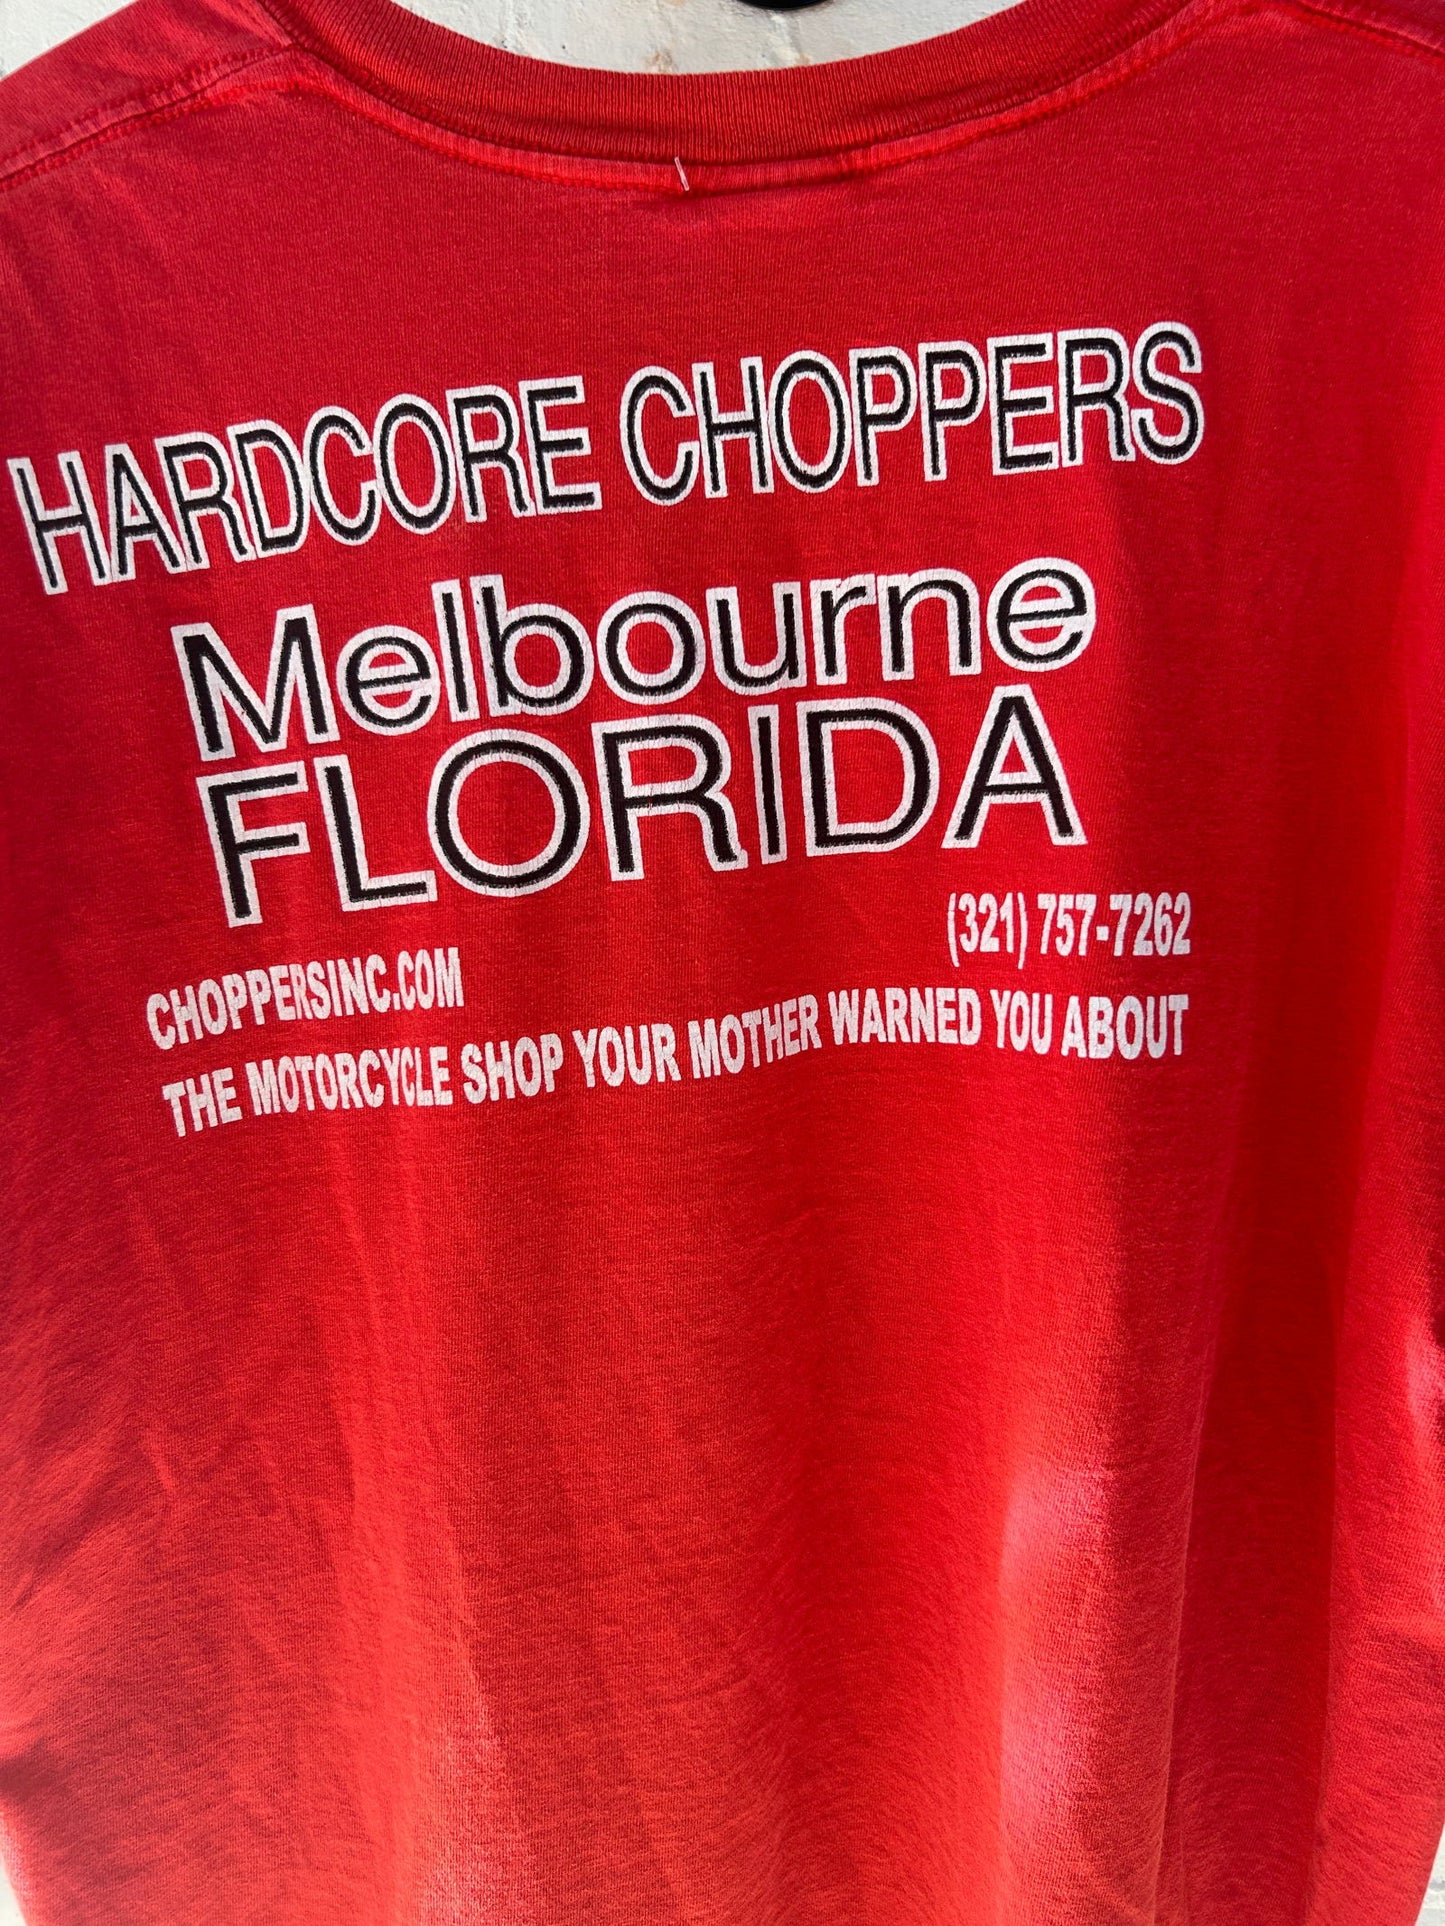 HARDCORE CHOPPERS
Melbourne
FLORIDA
(321) 757-7262
CHOPPERSINC.COM
THE MOTORCYCLE SHOP YOUR MOTHER WARNED YOU ABOUT